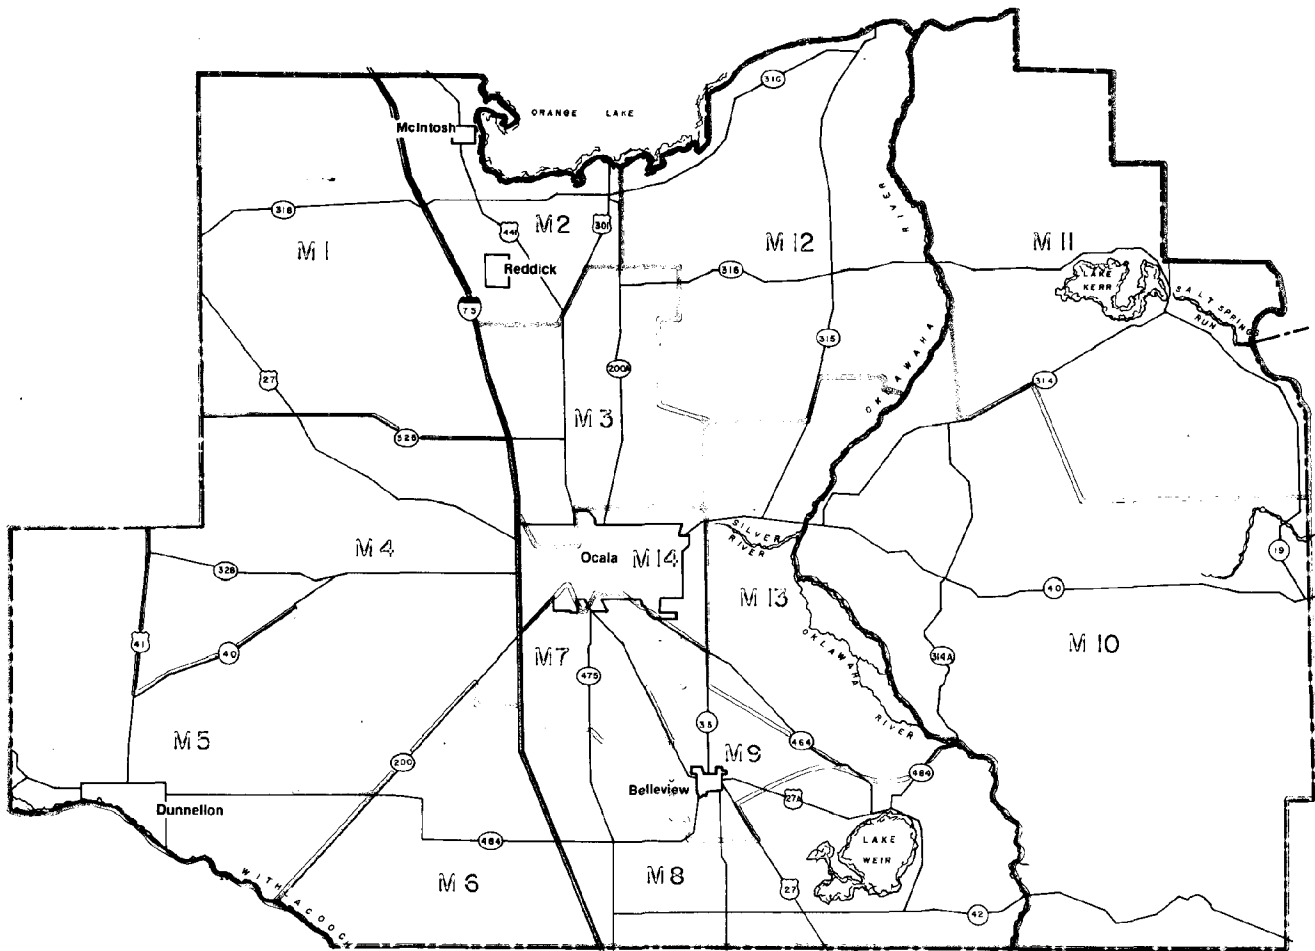 316
ORANGE LAKE
McIntosh
RIVER
318
M 1
441
M 2
301
M 12
M 11
316
LAKE
KERR
SALT SPRINGS
RUN
Reddick
75
27
200A
315
OKLAWAHA
314
M 3
326
M 4
Ocala
M 14
SILVER
RIVER
19
328
40
M 13
41
40
OKLAWAHA
RIVER
314A
M 10
M 7
475
35
M 5
200
M 9
464
484
Belleview
27A
Dunnellon
484
LAKE
WEIR
WITHLACOOCH
M 6
M 8
27
42